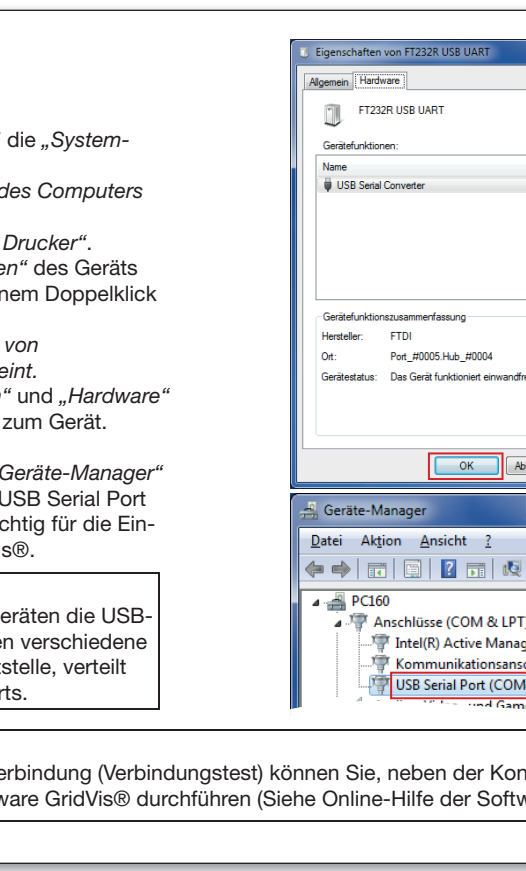 die „System-
des Computers
Drucker“.
en“ des Geräts
nem Doppelklick
von
eint.
“ und „Hardware“
zum Gerät.
Geräte-Manager“
USB Serial Port
chtig für die Ein-
s®.
eräten die USB-
en verschiedene
tstelle, verteilt
rts.
Eigenschaften von FT232R USB UART
Allgemein Hardware
FT232R USB UART
Gerätefunktionen:
Name
USB Serial Converter
Gerätefunktionszusammenfassung
Hersteller: FTDI
Ort: Port_#0005.Hub_#0004
Gerätestatus: Das Gerät funktioniert einwandfre
OK Ab
Geräte-Manager
Datei Aktion Ansicht ?
PC160
Anschlüsse (COM & LPT)
Intel(R) Active Manag
Kommunikationsansc
USB Serial Port (COM
erbindung (Verbindungstest) können Sie, neben der Kon
ware GridVis® durchführen (Siehe Online-Hilfe der Softw